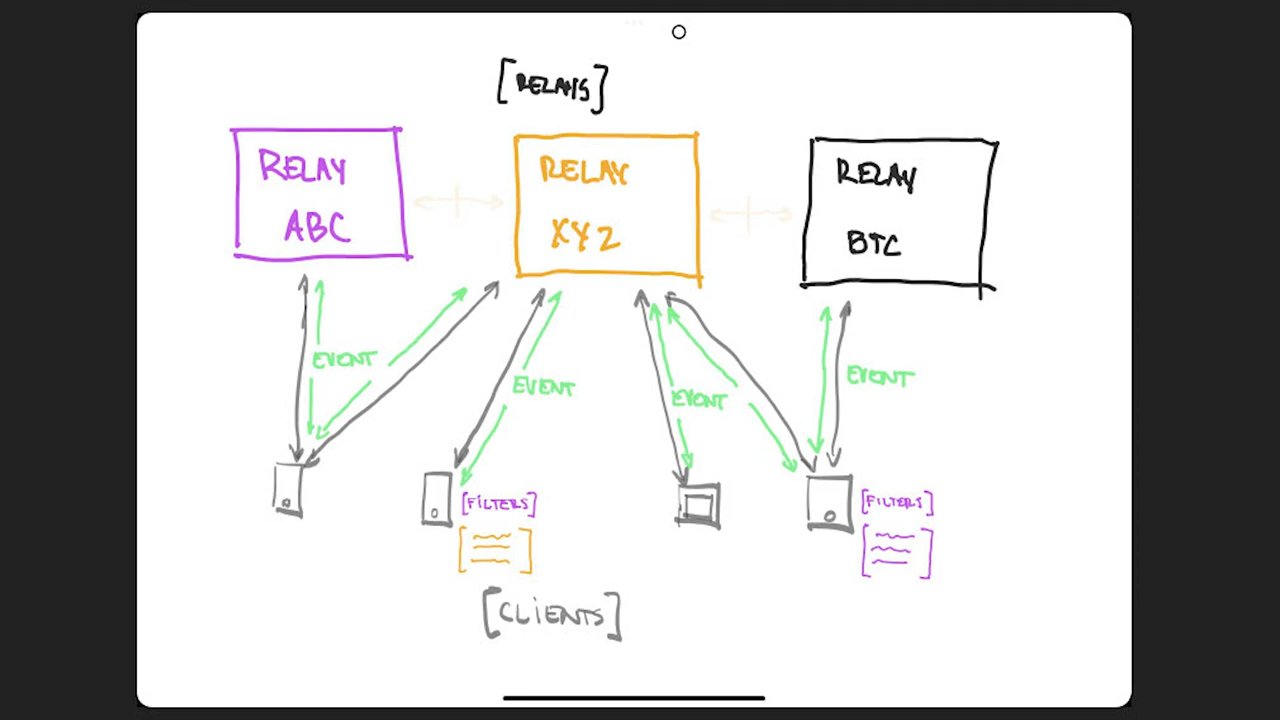 [RELAYS]
RELAY
ABC
RELAY
XYZ
RELAY
BTC
EVENT
EVENT
EVENT
EVENT
[FILTERS]
[FILTERS]
[CLIENTS]